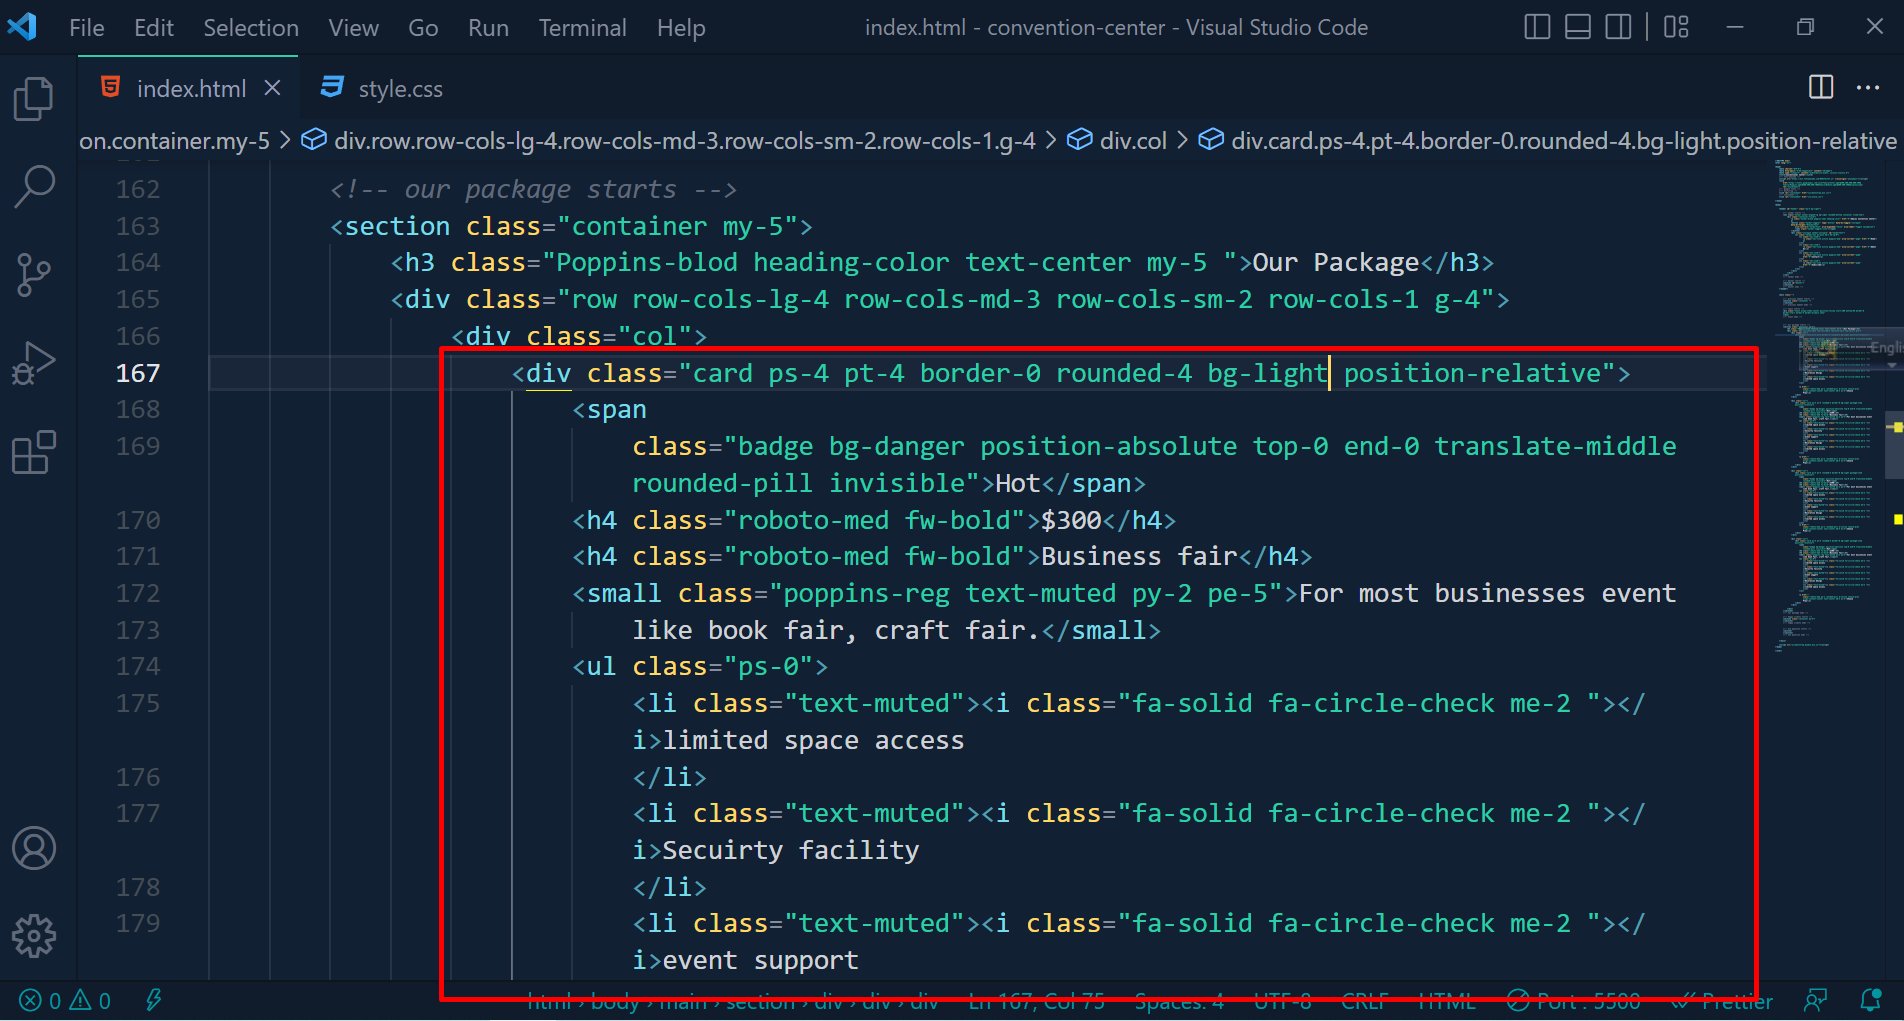 File Edit Selection View Go Run Terminal Help index.html - convention-center - Visual Studio Code
index.html style.css
on.container.my-5 > div.row.row-cols-lg-4.row-cols-md-3.row-cols-sm-2.row-cols-1.g-4 > div.col > div.card.ps-4.pt-4.border-0.rounded-4.bg-light.position-relative
162 <!-- our package starts -->
163 <section class="container my-5">
164 <h3 class="Poppins-blod heading-color text-center my-5 ">Our Package</h3>
165 <div class="row row-cols-lg-4 row-cols-md-3 row-cols-sm-2 row-cols-1 g-4">
166 <div class="col">
167 <div class="card ps-4 pt-4 border-0 rounded-4 bg-light position-relative">
168 <span
169 class="badge bg-danger position-absolute top-0 end-0 translate-middle
rounded-pill invisible">Hot</span>
170 <h4 class="roboto-med fw-bold">$300</h4>
171 <h4 class="roboto-med fw-bold">Business fair</h4>
172 <small class="poppins-reg text-muted py-2 pe-5">For most businesses event
173 like book fair, craft fair.</small>
174 <ul class="ps-0">
175 <li class="text-muted"><i class="fa-solid fa-circle-check me-2 "></
i>limited space access
176 </li>
177 <li class="text-muted"><i class="fa-solid fa-circle-check me-2 "></
i>Secuirty facility
178 </li>
179 <li class="text-muted"><i class="fa-solid fa-circle-check me-2 "></
i>event support
0 0 html > body > main > section > div > div > div Ln 167, Col 75 Spaces: 4 UTF-8 CRLF HTML Port : 5500 Prettier